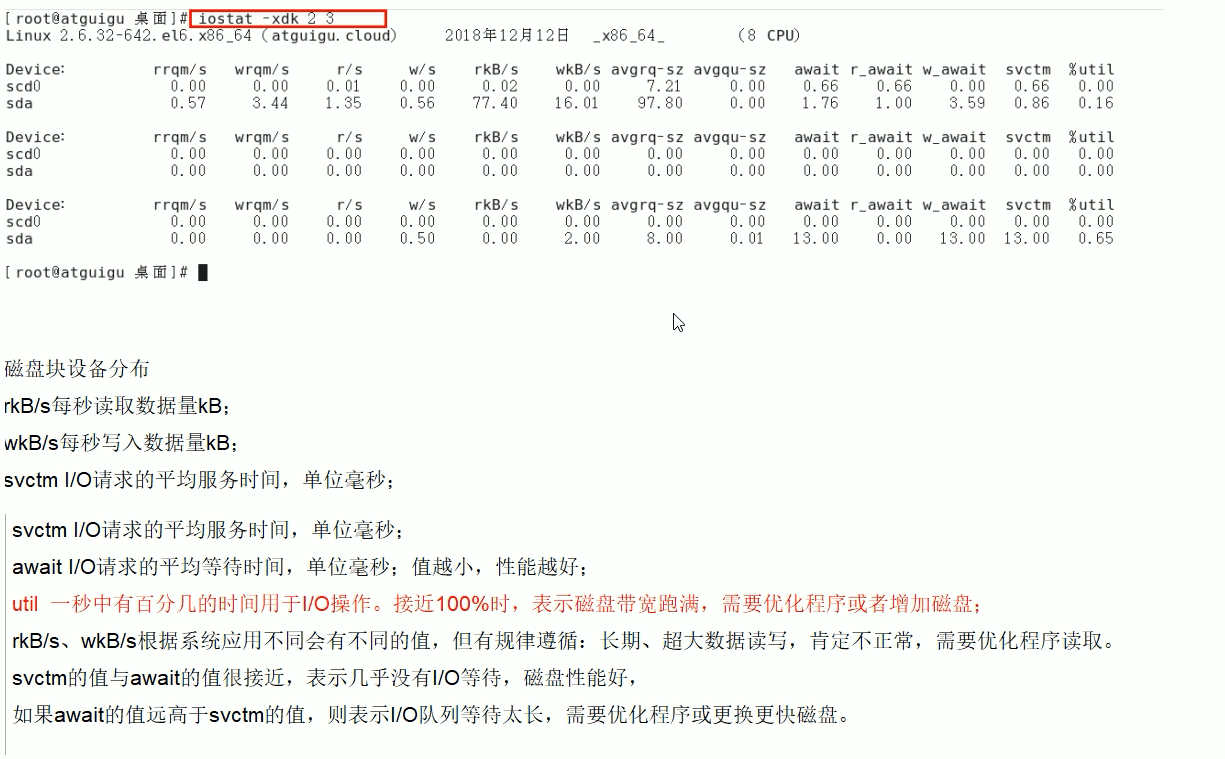 [root@atguigu 桌面]# iostat -xdk 2 3
Linux 2.6.32-642.el6.x86_64 (atguigu.cloud) 2018年12月12日 _x86_64_ (8 CPU)
Device: rrqm/s wrqm/s r/s w/s rkB/s wkB/s avgrq-sz avgqu-sz await r_await w_await svctm %util
scd0 0.00 0.00 0.01 0.00 0.02 0.00 7.21 0.00 0.66 0.66 0.00 0.66 0.00
sda 0.57 3.44 1.35 0.56 77.40 16.01 97.80 0.00 1.76 1.00 3.59 0.86 0.16
Device: rrqm/s wrqm/s r/s w/s rkB/s wkB/s avgrq-sz avgqu-sz await r_await w_await svctm %util
scd0 0.00 0.00 0.00 0.00 0.00 0.00 0.00 0.00 0.00 0.00 0.00 0.00 0.00
sda 0.00 0.00 0.00 0.00 0.00 0.00 0.00 0.00 0.00 0.00 0.00 0.00 0.00
Device: rrqm/s wrqm/s r/s w/s rkB/s wkB/s avgrq-sz avgqu-sz await r_await w_await svctm %util
scd0 0.00 0.00 0.00 0.00 0.00 0.00 0.00 0.00 0.00 0.00 0.00 0.00 0.00
sda 0.00 0.00 0.00 0.50 0.00 2.00 8.00 0.01 13.00 0.00 13.00 13.00 0.65
[root@atguigu 桌面]#
磁盘块设备分布
rkB/s每秒读取数据量kB;
wkB/s每秒写入数据量kB;
svctm I/O请求的平均服务时间，单位毫秒;
svctm I/O请求的平均服务时间，单位毫秒;
await I/O请求的平均等待时间，单位毫秒；值越小，性能越好;
util 一秒中有百分几的时间用于I/O操作。接近100%时，表示磁盘带宽跑满，需要优化程序或者增加磁盘;
rkB/s、wkB/s根据系统应用不同会有不同的值，但有规律遵循：长期、超大数据读写，肯定不正常，需要优化程序读取。
svctm的值与await的值很接近，表示几乎没有I/O等待，磁盘性能好，
如果await的值远高于svctm的值，则表示I/O队列等待太长，需要优化程序或更换更快磁盘。